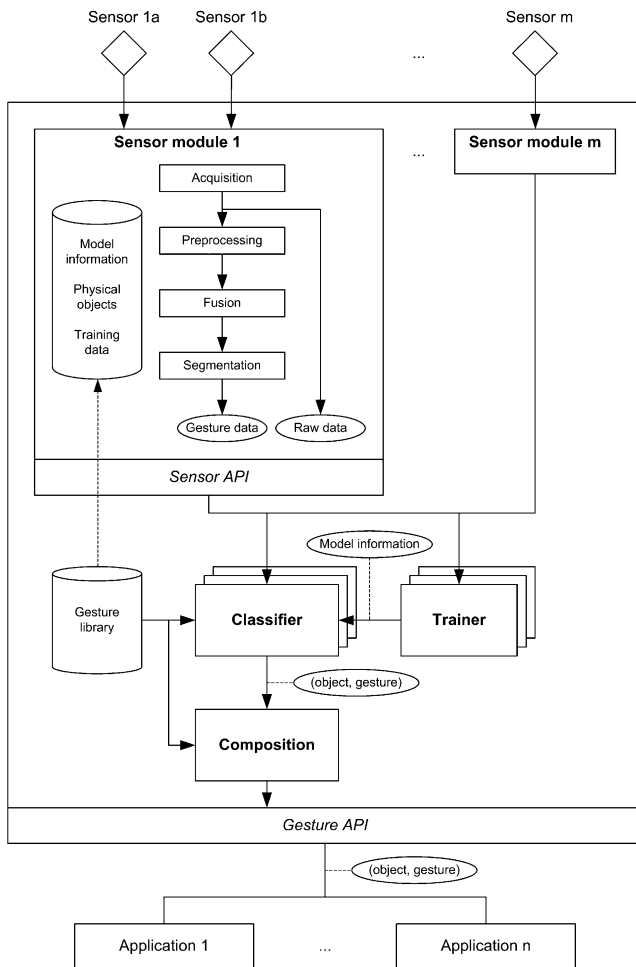 Sensor 1a
Sensor 1b
...
Sensor m
Sensor module 1
...
Sensor module m
Acquisition
Model
information
Physical
objects
Training
data
Preprocessing
Fusion
Segmentation
Gesture data
Raw data
Sensor API
Model information
Gesture
library
Classifier
Trainer
(object, gesture)
Composition
Gesture API
(object, gesture)
Application 1
...
Application n